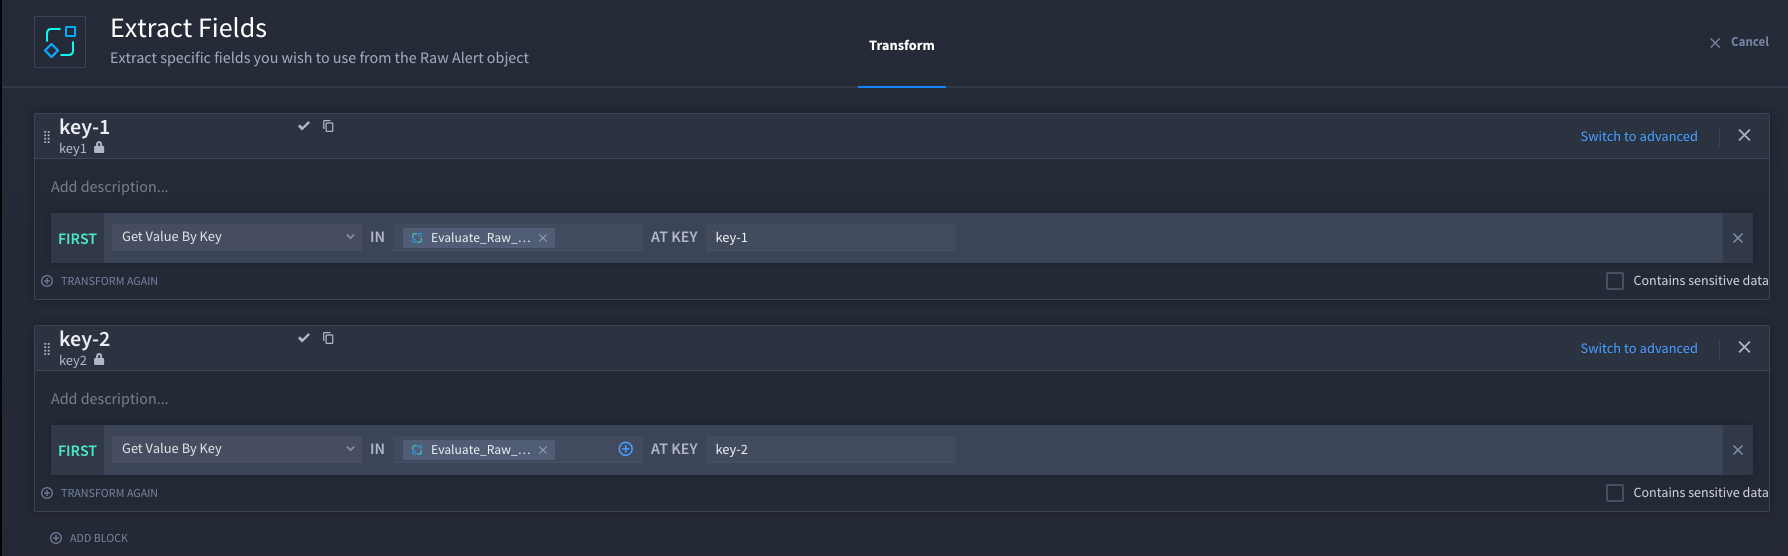 Extract Fields
Extract specific fields you wish to use from the Raw Alert object
Transform
Cancel
key-1
key1
Switch to advanced
Add description...
FIRST Get Value By Key IN Evaluate_Raw_... AT KEY key-1
TRANSFORM AGAIN
Contains sensitive data
key-2
key2
Switch to advanced
Add description...
FIRST Get Value By Key IN Evaluate_Raw_... AT KEY key-2
TRANSFORM AGAIN
Contains sensitive data
ADD BLOCK